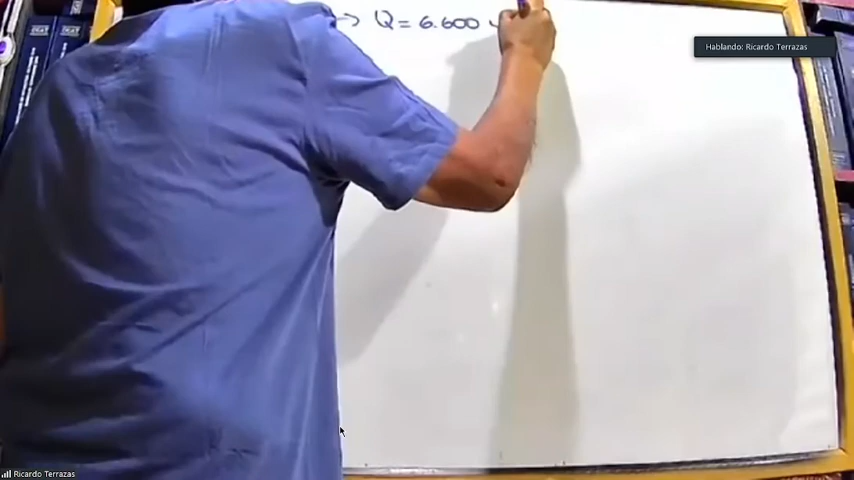 → Q = 6.600
Hablando: Ricardo Terrazas
Ricardo Terrazas